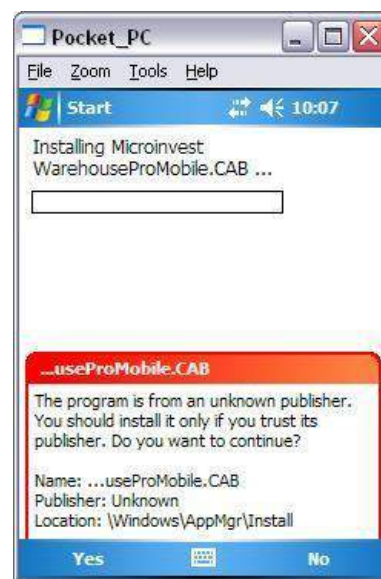 Pocket_PC
File Zoom Tools Help
Start 10:07
Installing Microinvest
WarehouseProMobile.CAB ...
...useProMobile.CAB
The program is from an unknown publisher.
You should install it only if you trust its
publisher. Do you want to continue?
Name: ...useProMobile.CAB
Publisher: Unknown
Location: \Windows\AppMgr\Install
Yes No